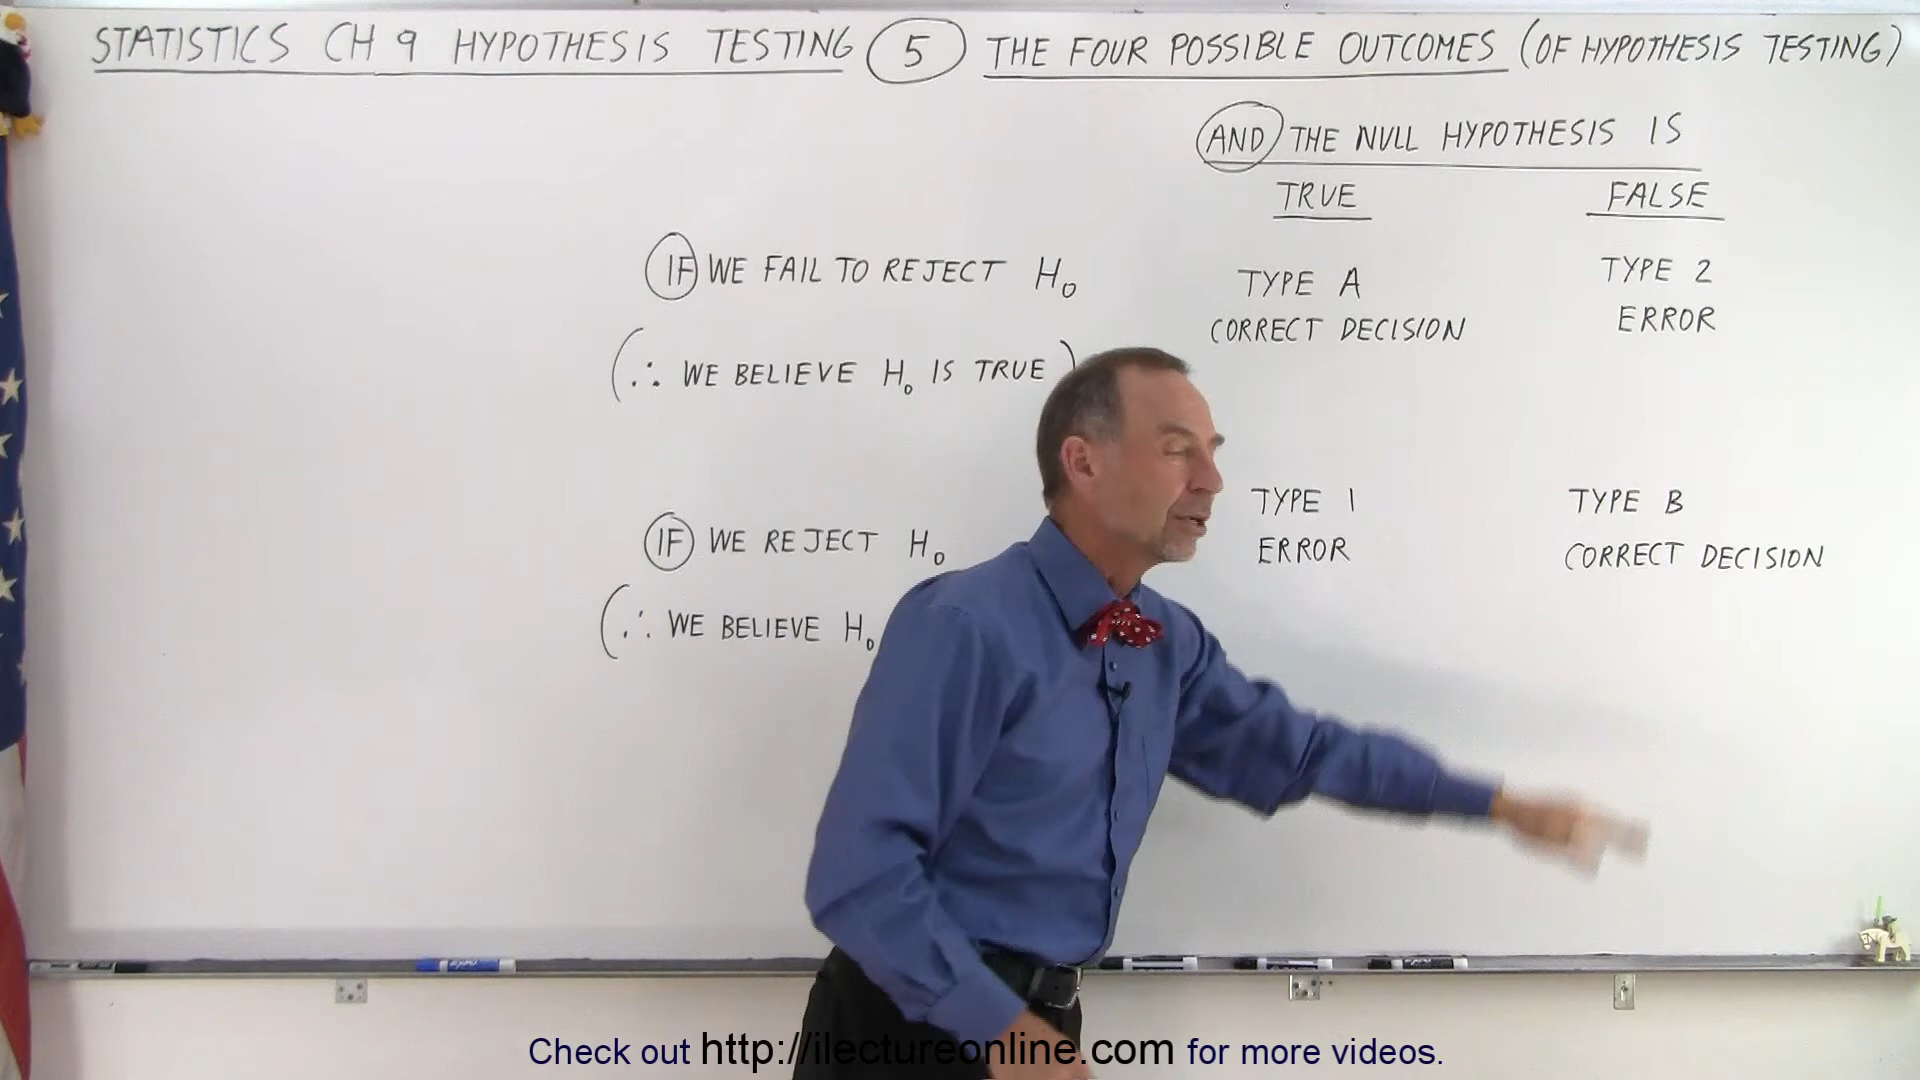 STATISTICS CH 9 HYPOTHESIS TESTING 5 THE FOUR POSSIBLE OUTCOMES (OF HYPOTHESIS TESTING)
AND THE NULL HYPOTHESIS IS
TRUE FALSE
IF WE FAIL TO REJECT H₀ TYPE A TYPE 2
CORRECT DECISION ERROR
(∴ WE BELIEVE H₀ IS TRUE)
IF WE REJECT H₀ TYPE 1 TYPE B
ERROR CORRECT DECISION
(∴ WE BELIEVE H₀
Check out http://ilectureonline.com for more videos.